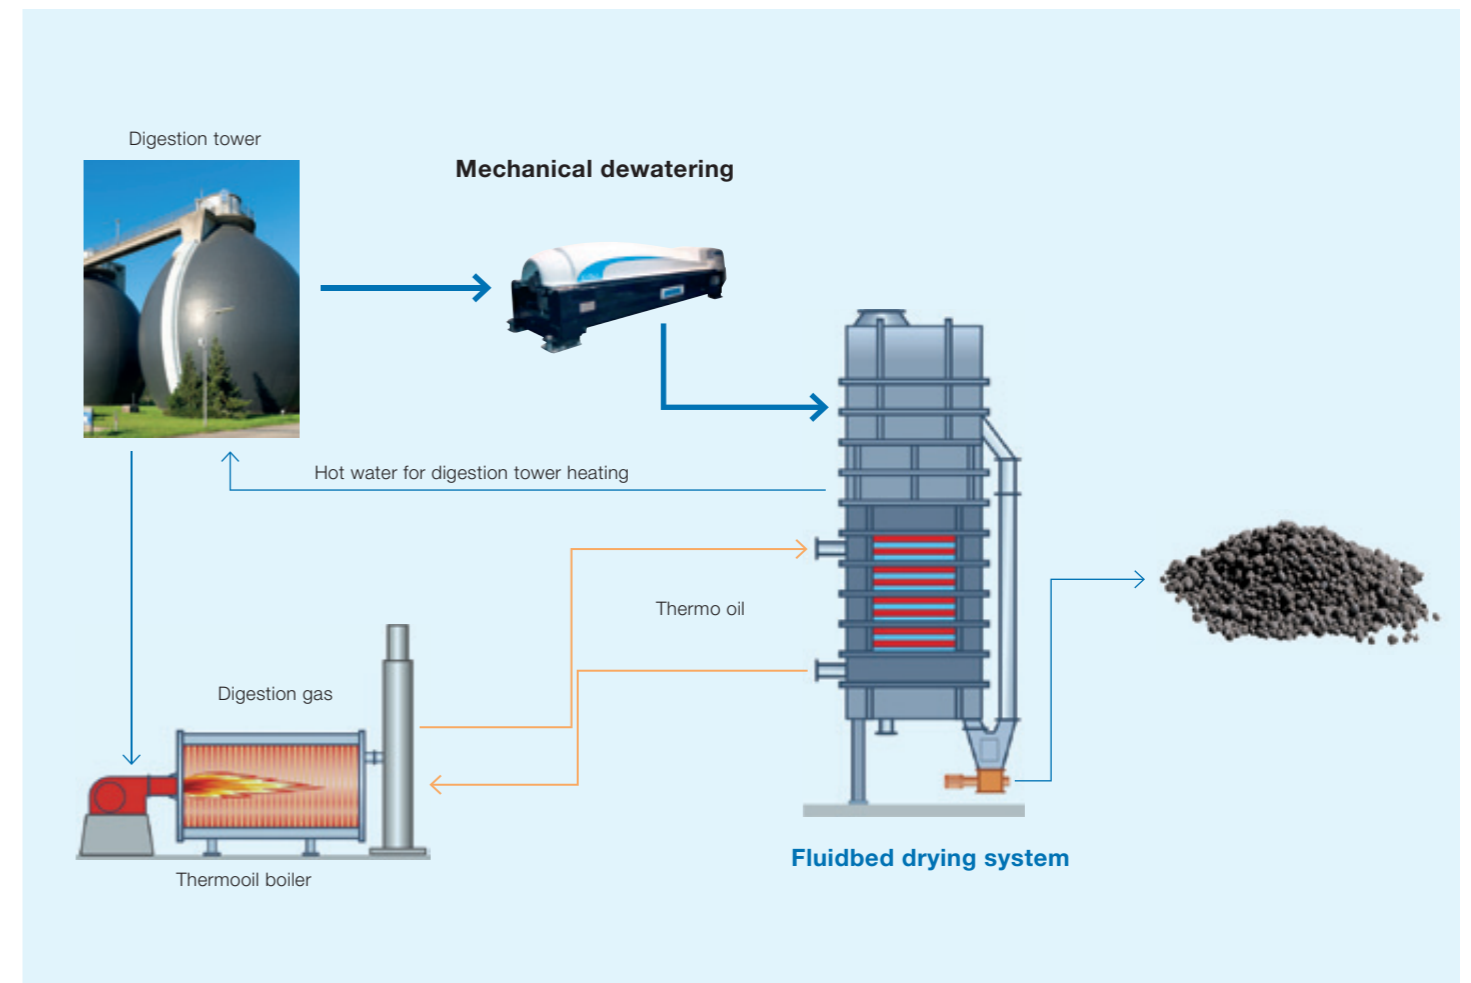 Digestion tower
Mechanical dewatering
Hot water for digestion tower heating
Thermo oil
Digestion gas
Thermooil boiler
Fluidbed drying system